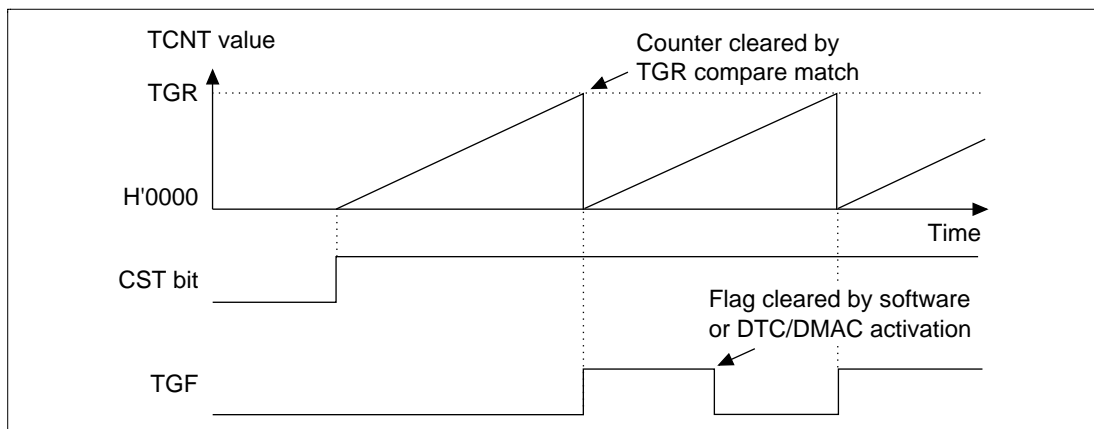 TCNT value
Counter cleared by
TGR compare match
TGR
H'0000
Time
CST bit
Flag cleared by software
or DTC/DMAC activation
TGF